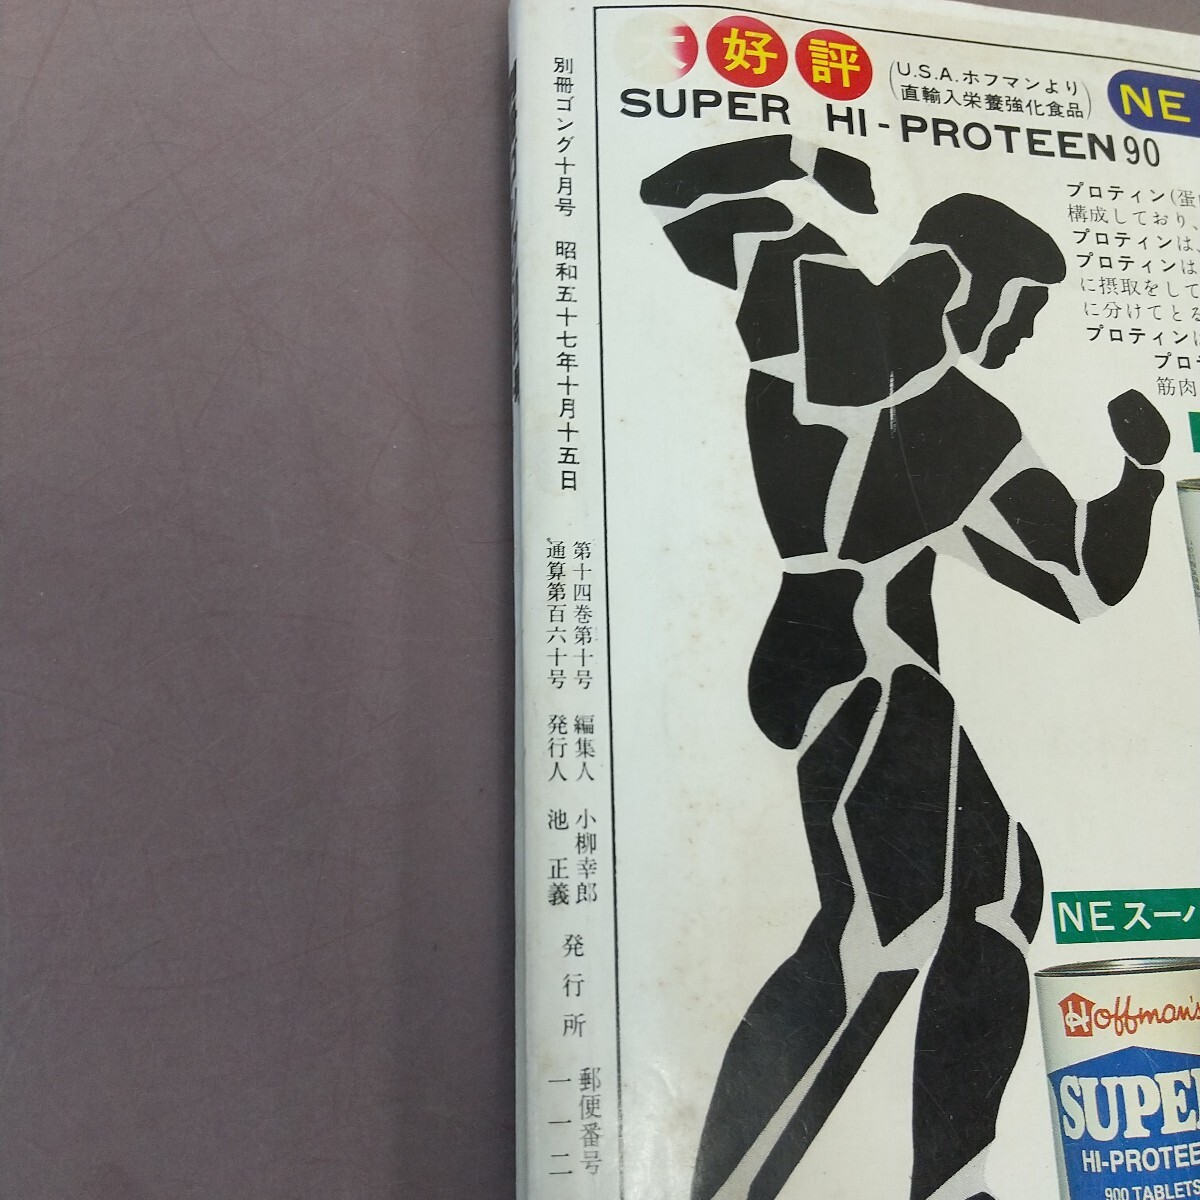 大好評
(U.S.A.ホフマンより
直輸入栄養強化食品)
NE
SUPER HI-PROTEEN 90
プロティン(蛋
構成しており、
プロティンは、
プロティンは
に摂取をして
に分けてとる
プロティンは
プロテ
筋肉
NEスーパ
Hoffman's
SUPER
HI-PROTEE
900 TABLETS
別冊ゴング十月号 昭和五十七年十月十五日
第十四巻第十号
通算第百六十号
編集人 小柳幸郎
発行人 池 正義
発行所
郵便番号
一一二